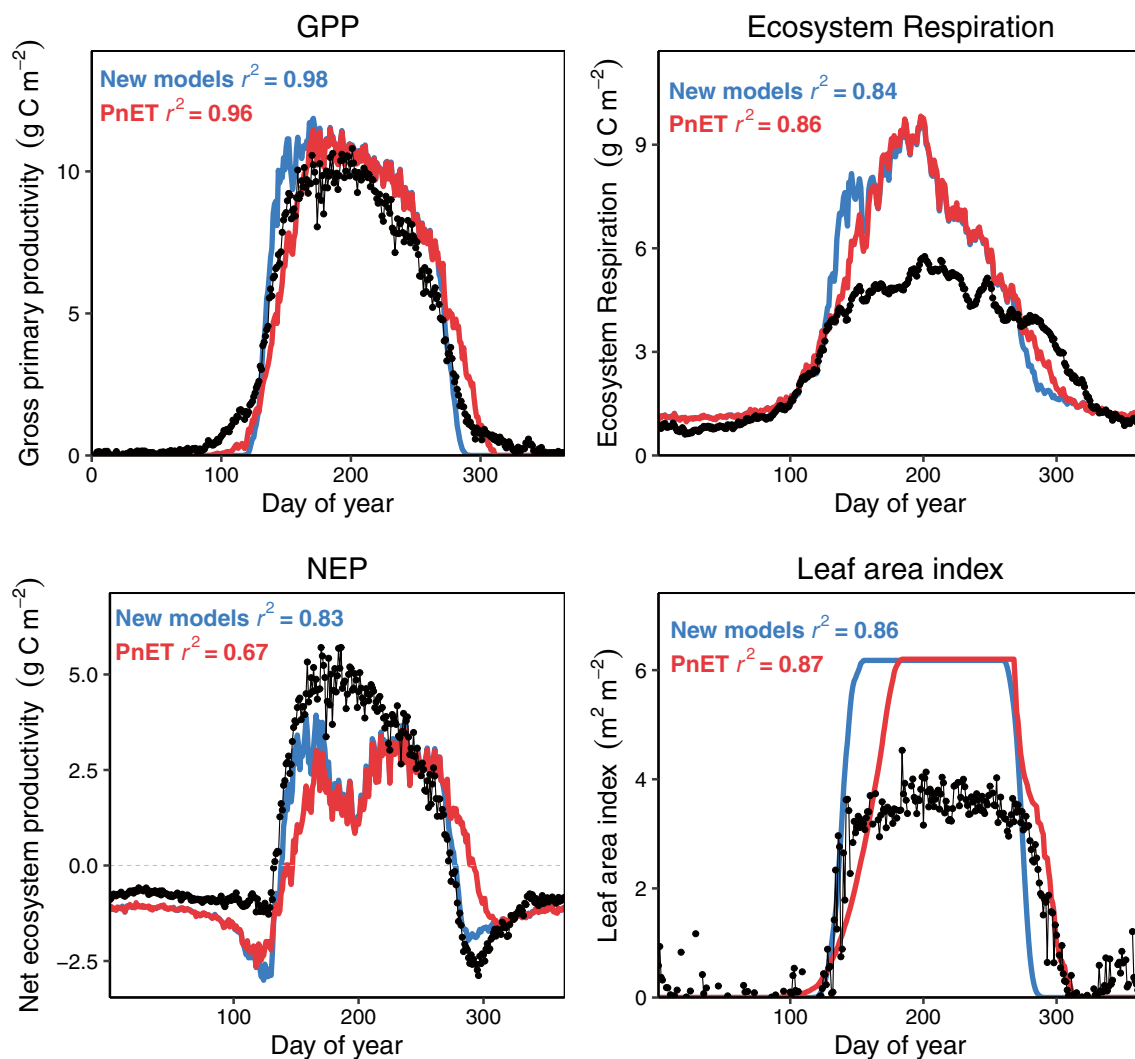 GPP
Gross primary productivity (g C m⁻²)
New models r² = 0.98
PnET r² = 0.96
10
5
0
0
100
200
300
Day of year
Ecosystem Respiration
Ecosystem Respiration (g C m⁻²)
New models r² = 0.84
PnET r² = 0.86
9
6
3
0
100
200
300
Day of year
NEP
Net ecosystem productivity (g C m⁻²)
New models r² = 0.83
PnET r² = 0.67
5.0
2.5
0.0
−2.5
100
200
300
Day of year
Leaf area index
Leaf area index (m² m⁻²)
New models r² = 0.86
PnET r² = 0.87
6
4
2
0
100
200
300
Day of year